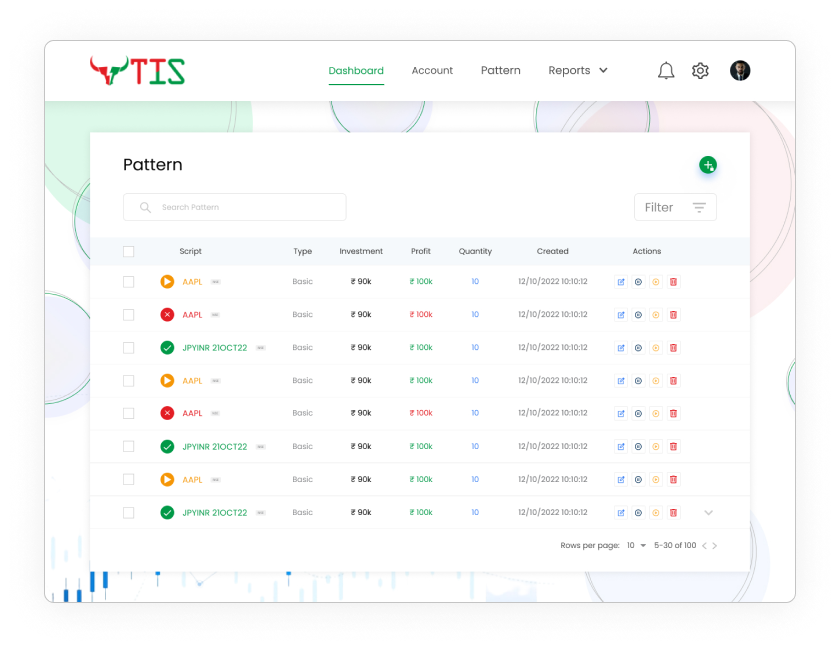 TIS
Dashboard Account Pattern Reports
Pattern
Search Pattern
Filter
Script Type Investment Profit Quantity Created Actions
AAPL Basic ₹ 90k ₹ 100k 10 12/10/2022 10:10:12
AAPL Basic ₹ 90k ₹ 100k 10 12/10/2022 10:10:12
JPYINR 21OCT22 Basic ₹ 90k ₹ 100k 10 12/10/2022 10:10:12
AAPL Basic ₹ 90k ₹ 100k 10 12/10/2022 10:10:12
AAPL Basic ₹ 90k ₹ 100k 10 12/10/2022 10:10:12
JPYINR 21OCT22 Basic ₹ 90k ₹ 100k 10 12/10/2022 10:10:12
AAPL Basic ₹ 90k ₹ 100k 10 12/10/2022 10:10:12
JPYINR 21OCT22 Basic ₹ 90k ₹ 100k 10 12/10/2022 10:10:12
Rows per page: 10 5-30 of 100